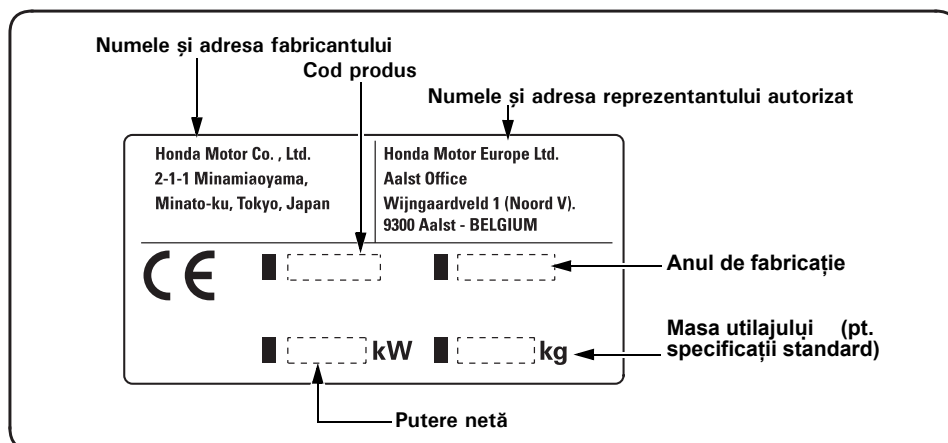 Numele și adresa fabricantului
Cod produs
Numele și adresa reprezentantului autorizat
Honda Motor Co. , Ltd.
2-1-1 Minamiaoyama,
Minato-ku, Tokyo, Japan
Honda Motor Europe Ltd.
Aalst Office
Wijngaardveld 1 (Noord V).
9300 Aalst - BELGIUM
CE
Anul de fabricație
kW
kg
Masa utilajului (pt.
specificații standard)
Putere netă